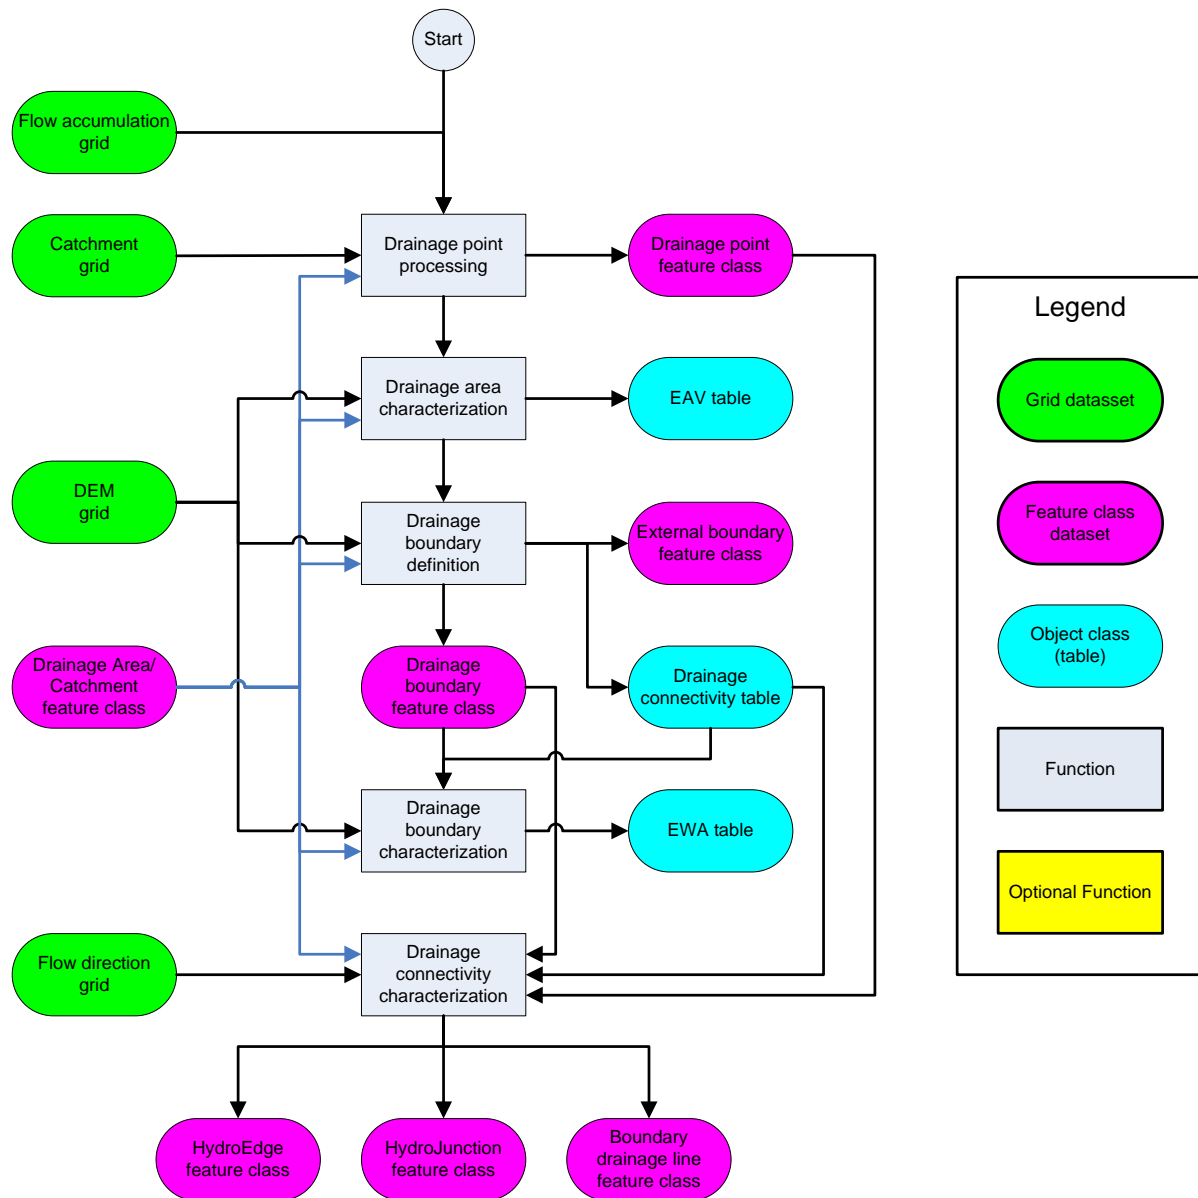 Start
Flow accumulation
grid
Catchment
grid
Drainage point
processing
Drainage point
feature class
Drainage area
characterization
EAV table
DEM
grid
Drainage
boundary
definition
External boundary
feature class
Drainage Area/
Catchment
feature class
Drainage
boundary
feature class
Drainage
connectivity table
Drainage
boundary
characterization
EWA table
Flow direction
grid
Drainage
connectivity
characterization
HydroEdge
feature class
HydroJunction
feature class
Boundary
drainage line
feature class
Legend
Grid datasset
Feature class
dataset
Object class
(table)
Function
Optional Function